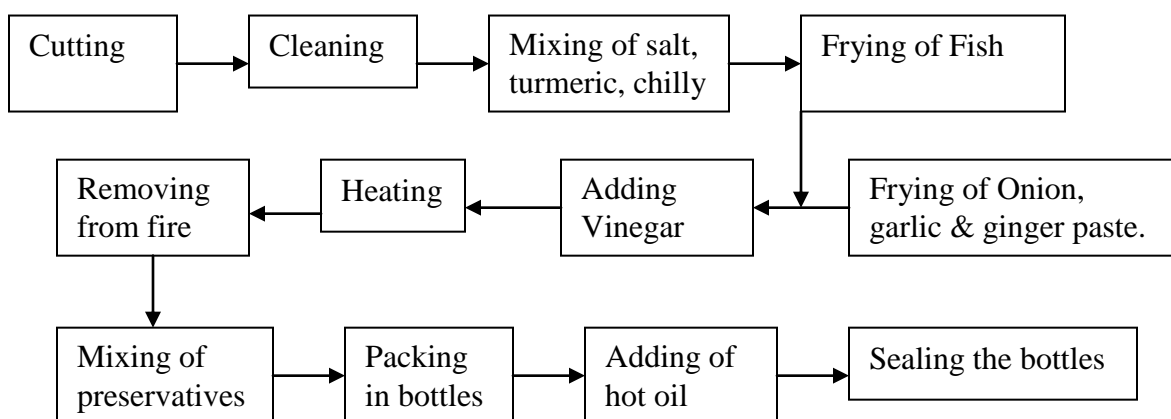 Cutting
Cleaning
Mixing of salt,
turmeric, chilly
Frying of Fish
Removing
from fire
Heating
Adding
Vinegar
Frying of Onion,
garlic & ginger paste.
Mixing of
preservatives
Packing
in bottles
Adding of
hot oil
Sealing the bottles